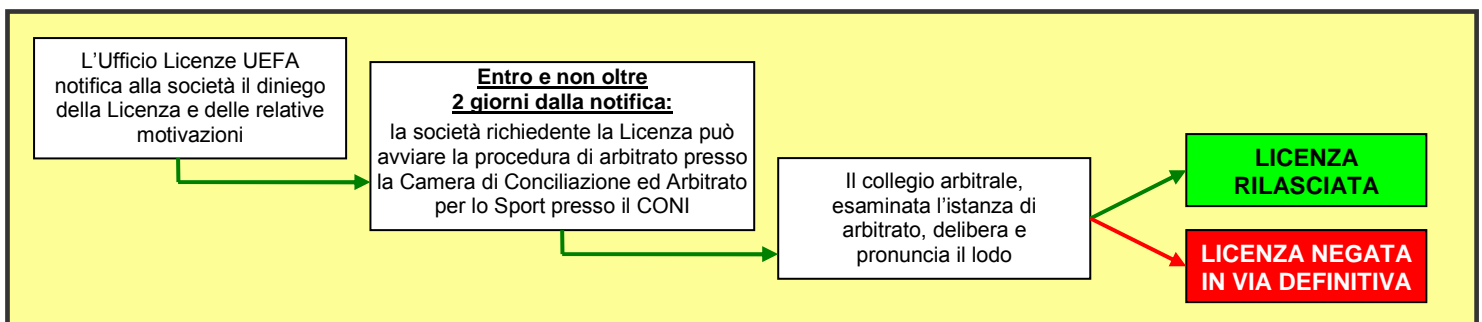 L'Ufficio Licenze UEFA
notifica alla società il diniego
della Licenza e delle relative
motivazioni
Entro e non oltre
2 giorni dalla notifica:
la società richiedente la Licenza può
avviare la procedura di arbitrato presso
la Camera di Conciliazione ed Arbitrato
per lo Sport presso il CONI
Il collegio arbitrale,
esaminata l'istanza di
arbitrato, delibera e
pronuncia il lodo
LICENZA
RILASCIATA
LICENZA NEGATA
IN VIA DEFINITIVA